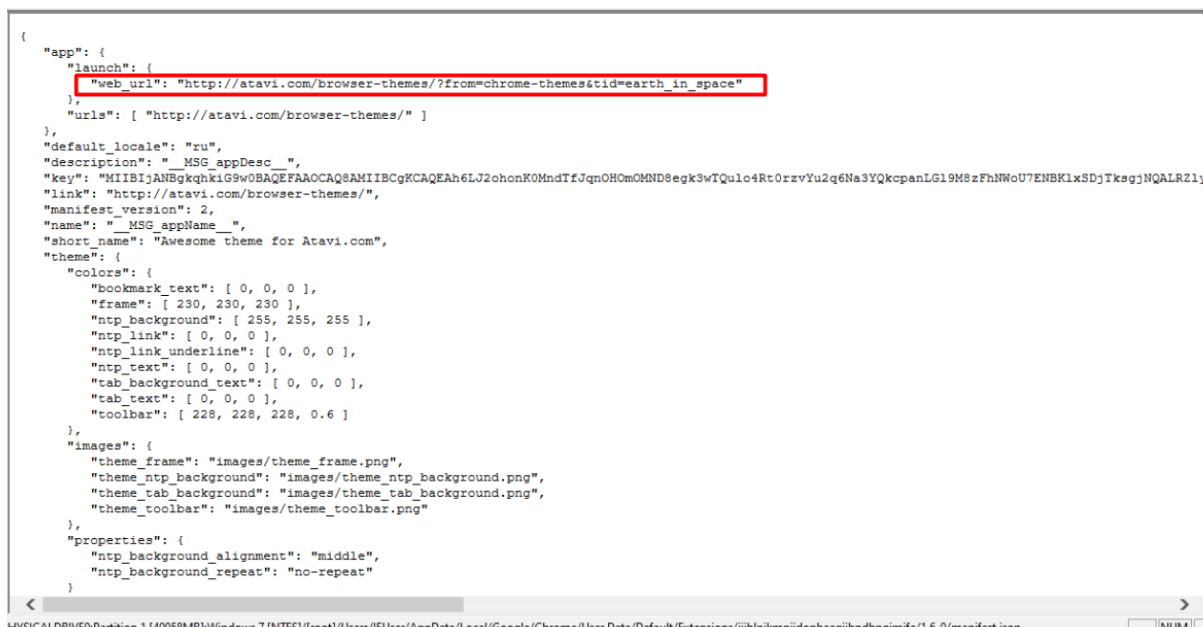 {
"app": {
"launch": {
"web_url": "http://atavi.com/browser-themes/?from=chrome-themes&tid=earth_in_space"
},
"urls": [ "http://atavi.com/browser-themes/" ]
},
"default_locale": "ru",
"description": "__MSG_appDesc__",
"key":
"link": "http://atavi.com/browser-themes/",
"manifest_version": 2,
"name": "__MSG_appName__",
"short_name": "Awesome theme for Atavi.com",
"theme": {
"colors": {
"bookmark_text": [ 0, 0, 0 ],
"frame": [ 230, 230, 230 ],
"ntp_background": [ 255, 255, 255 ],
"ntp_link": [ 0, 0, 0 ],
"ntp_link_underline": [ 0, 0, 0 ],
"ntp_text": [ 0, 0, 0 ],
"tab_background_text": [ 0, 0, 0 ],
"tab_text": [ 0, 0, 0 ],
"toolbar": [ 228, 228, 228, 0.6 ]
},
"images": {
"theme_frame": "images/theme_frame.png",
"theme_ntp_background": "images/theme_ntp_background.png",
"theme_tab_background": "images/theme_tab_background.png",
"theme_toolbar": "images/theme_toolbar.png"
},
"properties": {
"ntp_background_alignment": "middle",
"ntp_background_repeat": "no-repeat"
}
NUM